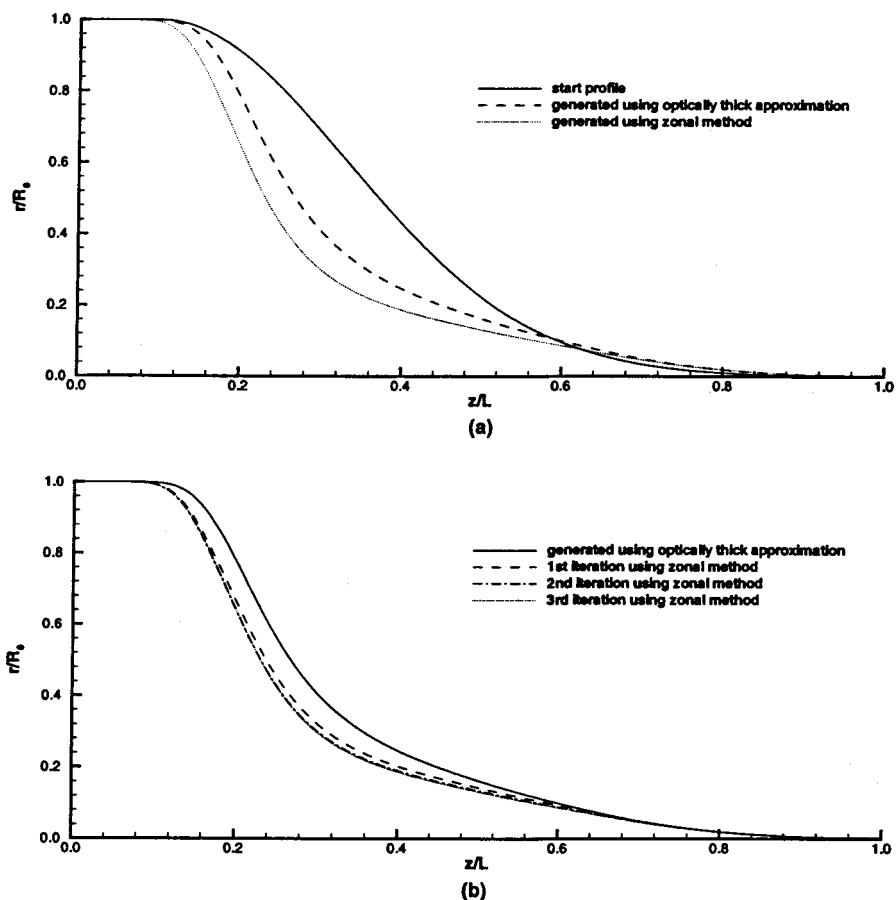 1.0
0.8
0.6
0.4
0.2
0.0
r/R₀
start profile
generated using optically thick approximation
generated using zonal method
0.0 0.2 0.4 0.6 0.8 1.0
z/L
(a)
1.0
0.8
0.6
0.4
0.2
0.0
r/R₀
generated using optically thick approximation
1st iteration using zonal method
2nd iteration using zonal method
3rd iteration using zonal method
0.0 0.2 0.4 0.6 0.8 1.0
z/L
(b)